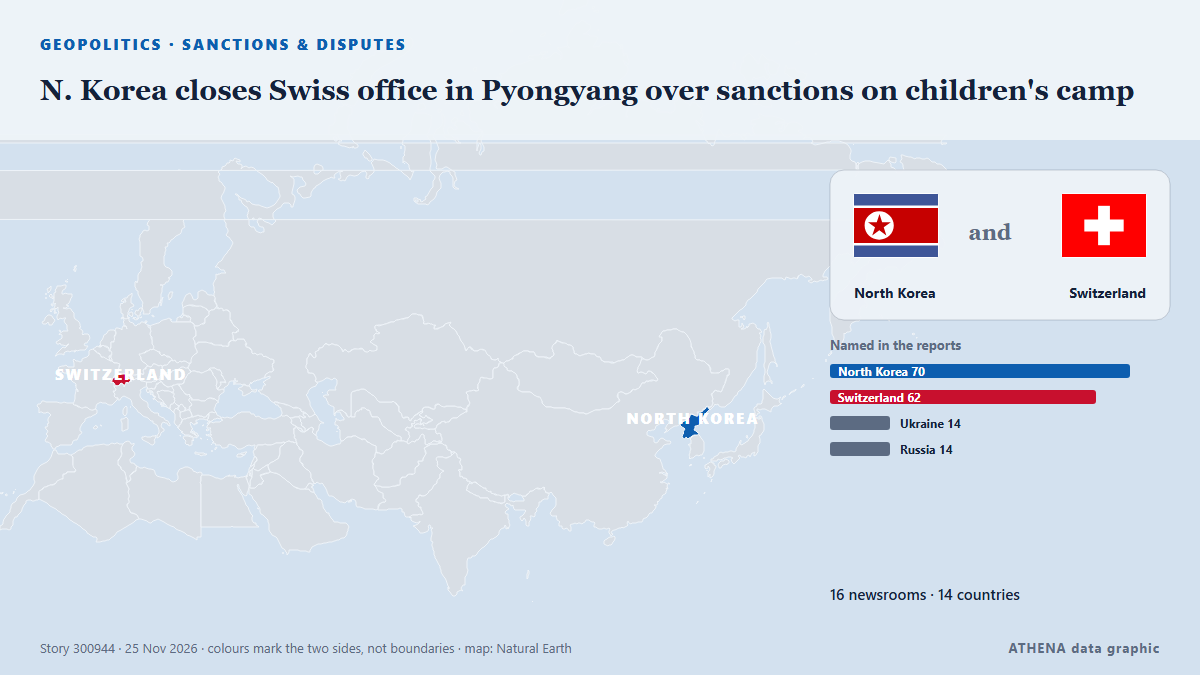 GEOPOLITICS · SANCTIONS & DISPUTES
N. Korea closes Swiss office in Pyongyang over sanctions on children's camp
and
North Korea
Switzerland
Named in the reports
North Korea 70
Switzerland 62
Ukraine 14
Russia 14
SWITZERLAND
NORTH KOREA
16 newsrooms · 14 countries
Story 300944 · 25 Nov 2026 · colours mark the two sides, not boundaries · map: Natural Earth
ATHENA data graphic